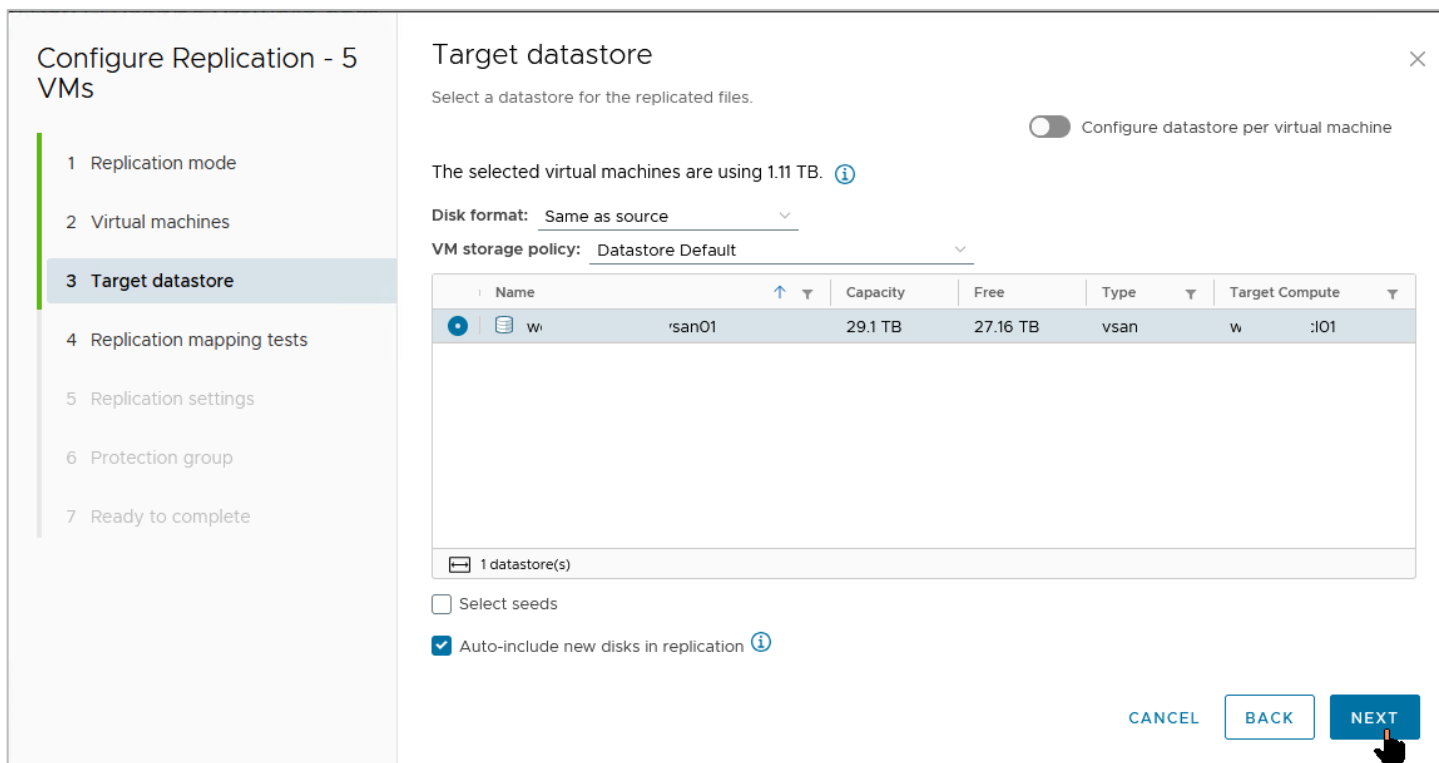 Configure Replication - 5
VMs
1 Replication mode
2 Virtual machines
3 Target datastore
4 Replication mapping tests
5 Replication settings
6 Protection group
7 Ready to complete
Target datastore
Select a datastore for the replicated files.
Configure datastore per virtual machine
The selected virtual machines are using 1.11 TB.
Disk format: Same as source
VM storage policy: Datastore Default
Name Capacity Free Type Target Compute
29.1 TB 27.16 TB vsan
1 datastore(s)
Select seeds
Auto-include new disks in replication
CANCEL BACK NEXT